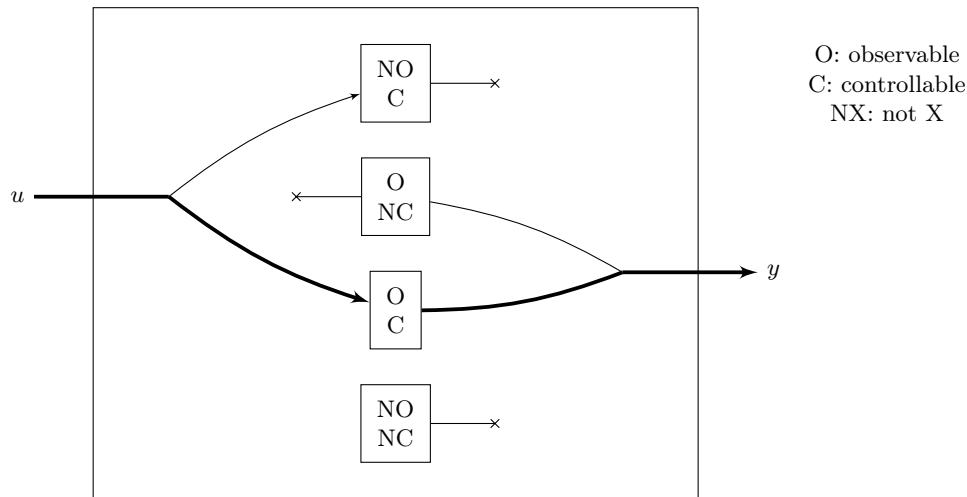 NO
C
O: observable
C: controllable
NX: not X
O
NC
u
y
O
C
NO
NC